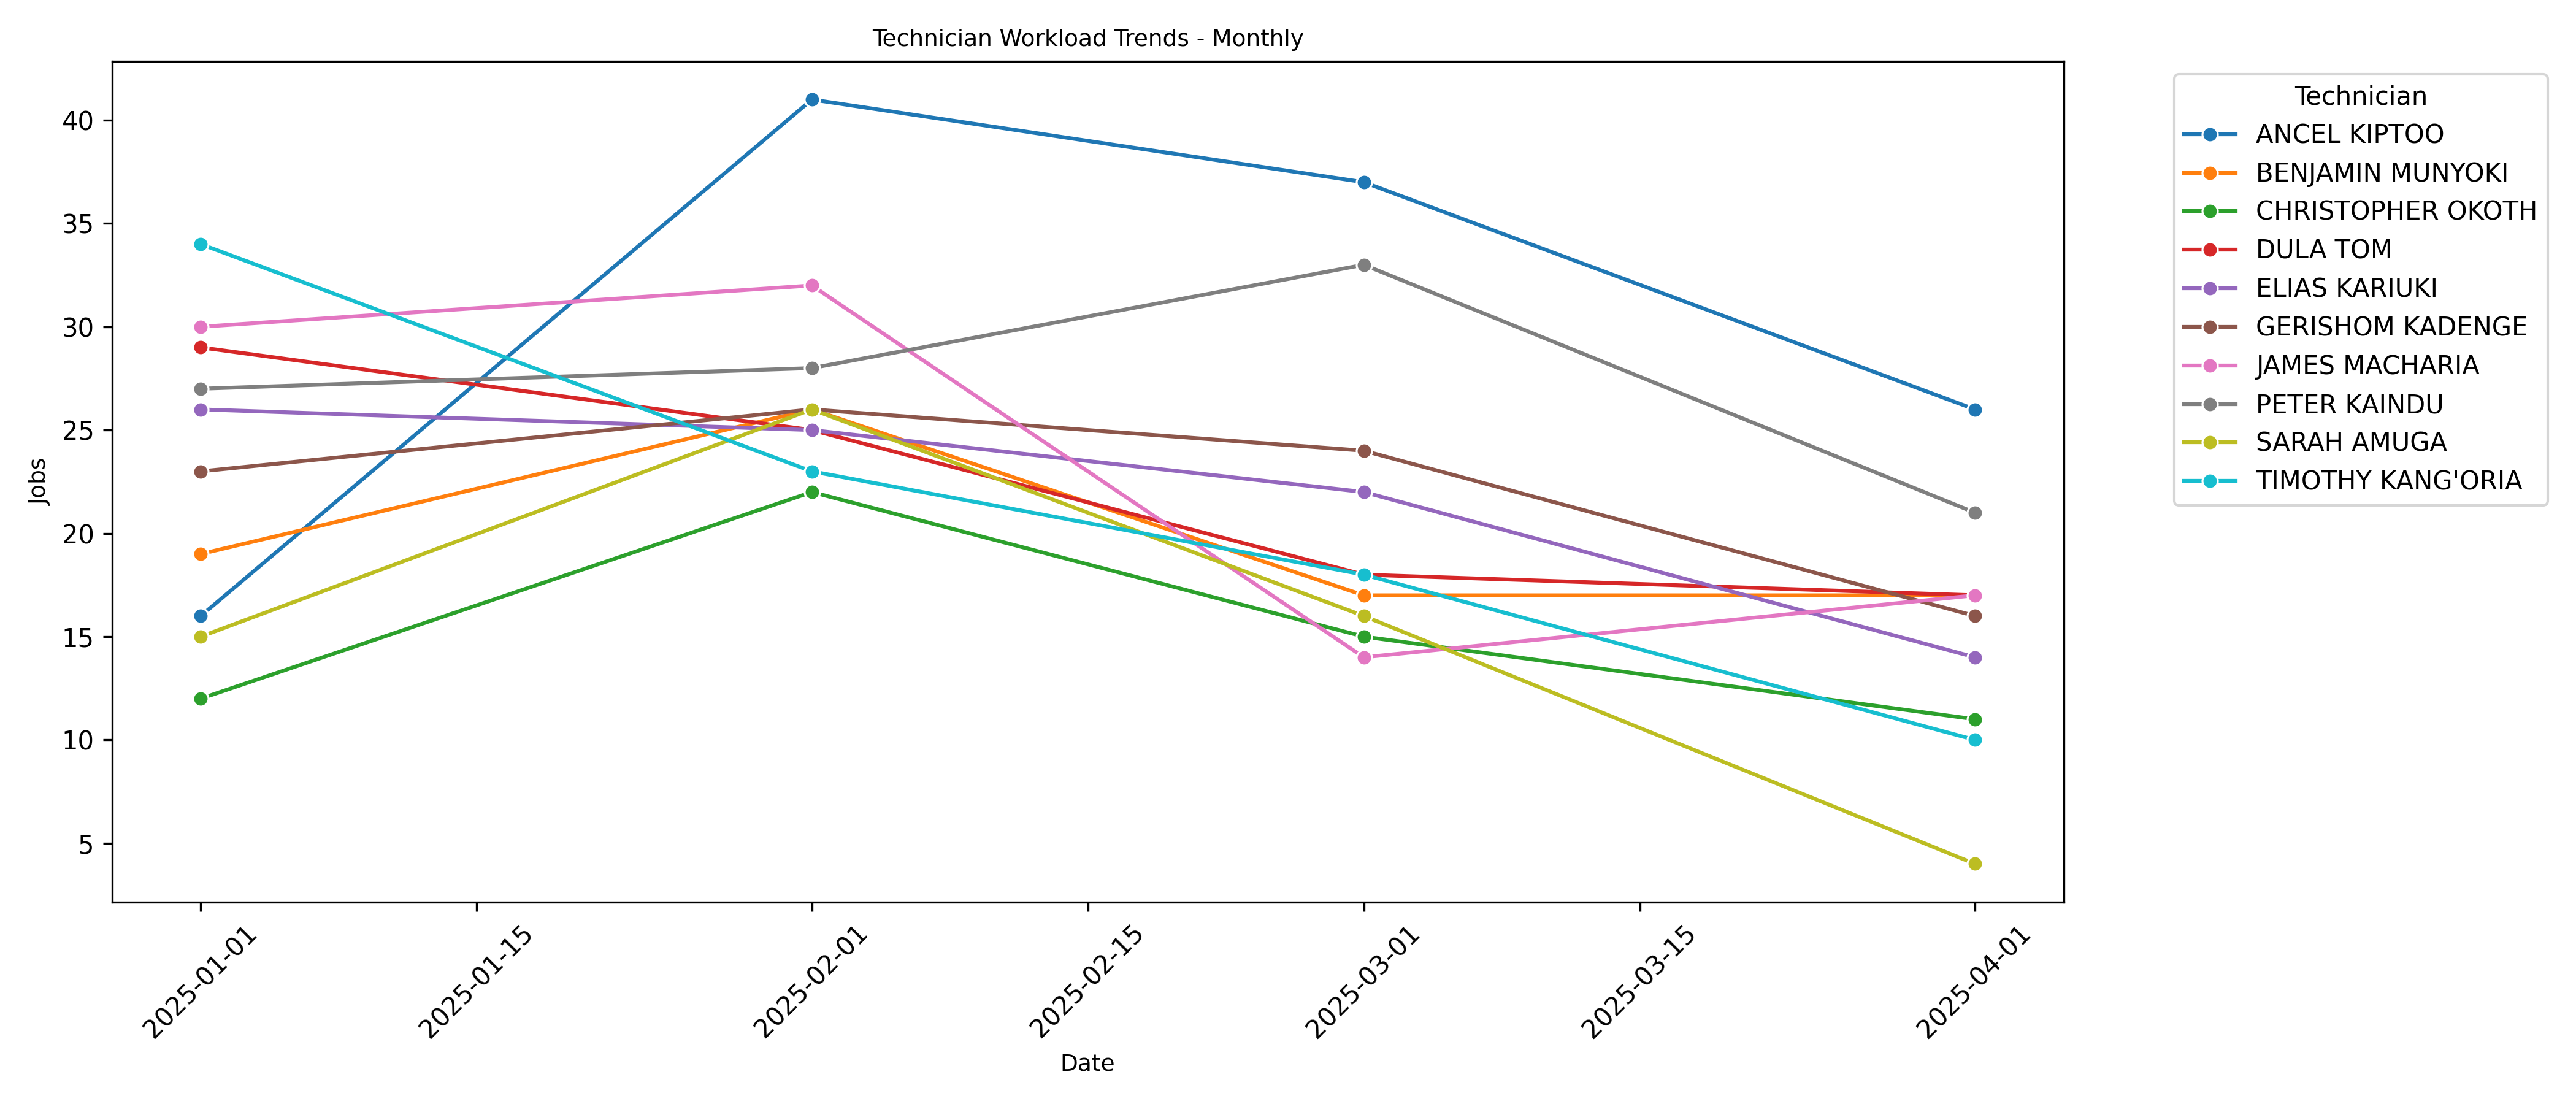 Technician Workload Trends - Monthly
Jobs
40
35
30
25
20
15
10
5
2025-01-01
2025-01-15
2025-02-01
2025-02-15
2025-03-01
2025-03-15
2025-04-01
Date
Technician
ANCEL KIPTOO
BENJAMIN MUNYOKI
CHRISTOPHER OKOTH
DULA TOM
ELIAS KARIUKI
GERISHOM KADENGE
JAMES MACHARIA
PETER KAINDU
SARAH AMUGA
TIMOTHY KANG'ORIA